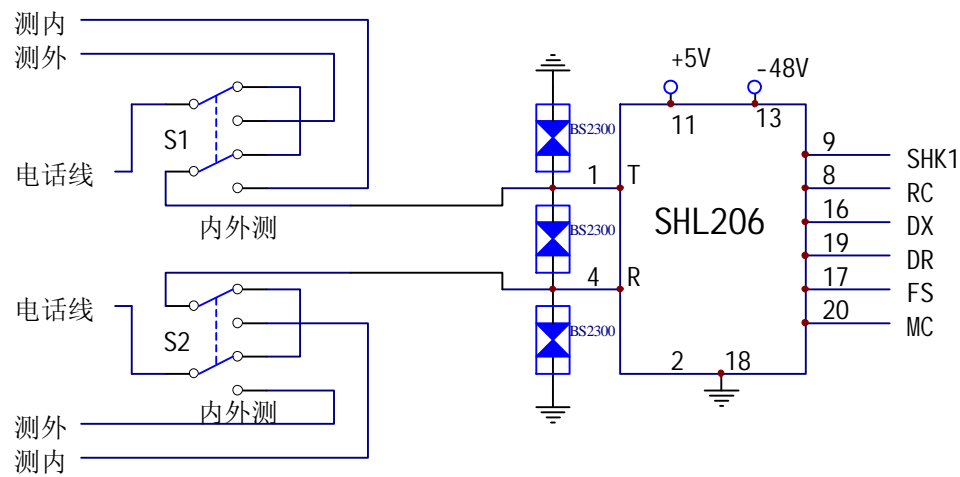 测内
测外
S1
电话线
内外测
电话线
S2
内外测
测外
测内
BS2300
BS2300
BS2300
+5V
-48V
11
13
1
T
SHL206
4
R
2
18
9
SHK1
8
RC
16
DX
19
DR
17
FS
20
MC